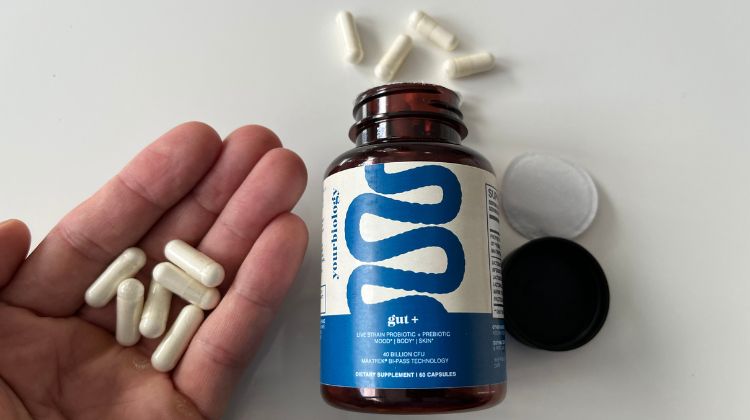 yourbiology
gut +
LIVE STRAIN PROBIOTIC + PREBIOTIC
MOOD* | BODY* | SKIN*
40 BILLION CFU
MAKTREK® BI-PASS TECHNOLOGY
DIETARY SUPPLEMENT | 60 CAPSULES